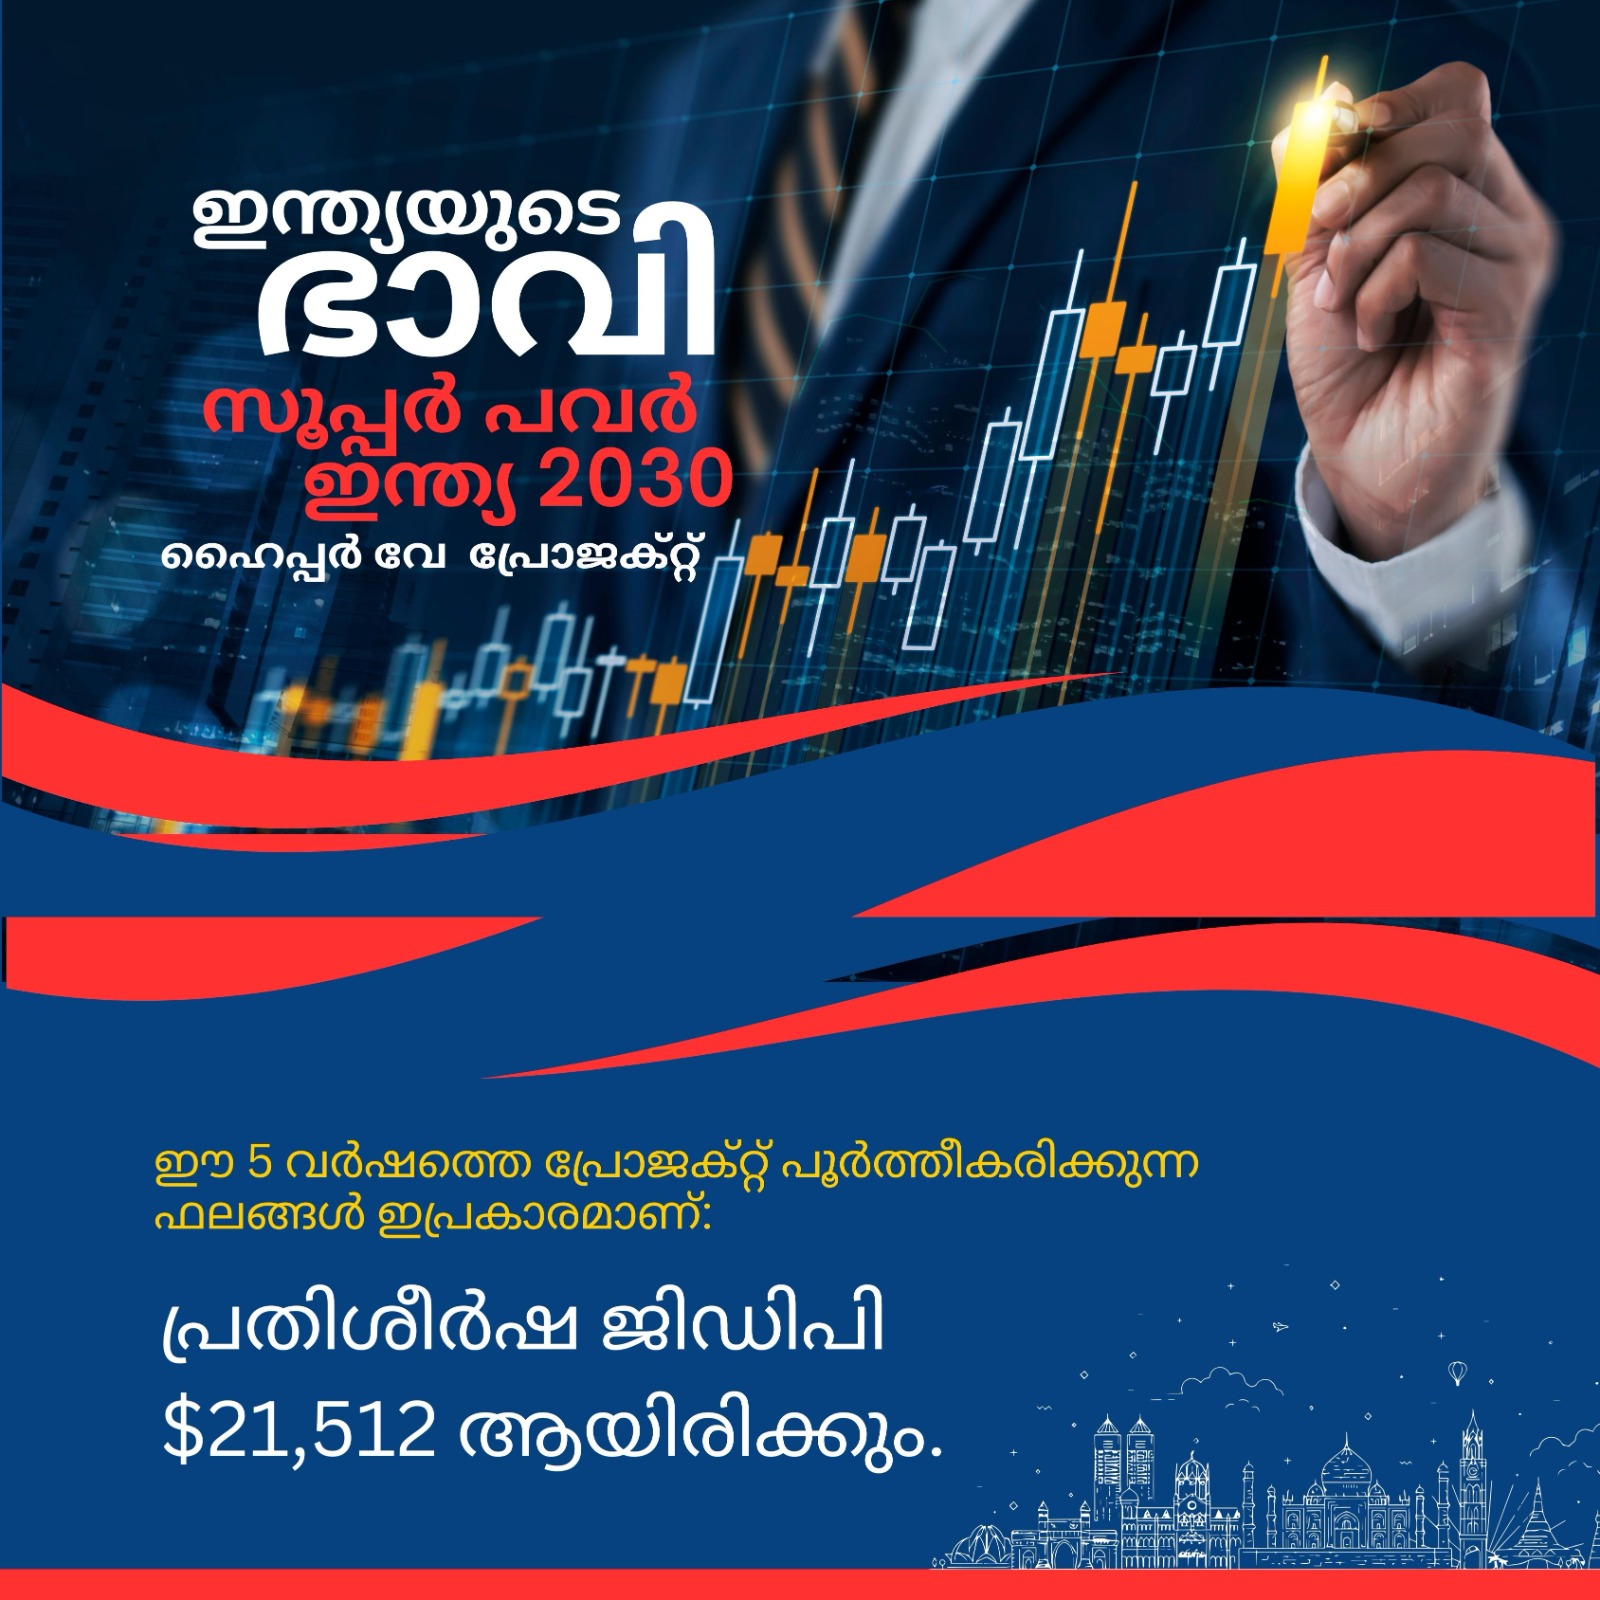 ഇന്ത്യയുടെ
ഭാവി
സൂപ്പർ പവർ
ഇന്ത്യ 2030
ഹൈപ്പർ വേ പ്രോജക്റ്റ്
ഈ 5 വർഷത്തെ പ്രോജക്റ്റ് പൂർത്തീകരിക്കുന്ന
ഫലങ്ങൾ ഇപ്രകാരമാണ്:
പ്രതിശീർഷ ജിഡിപി
$21,512 ആയിരിക്കും.